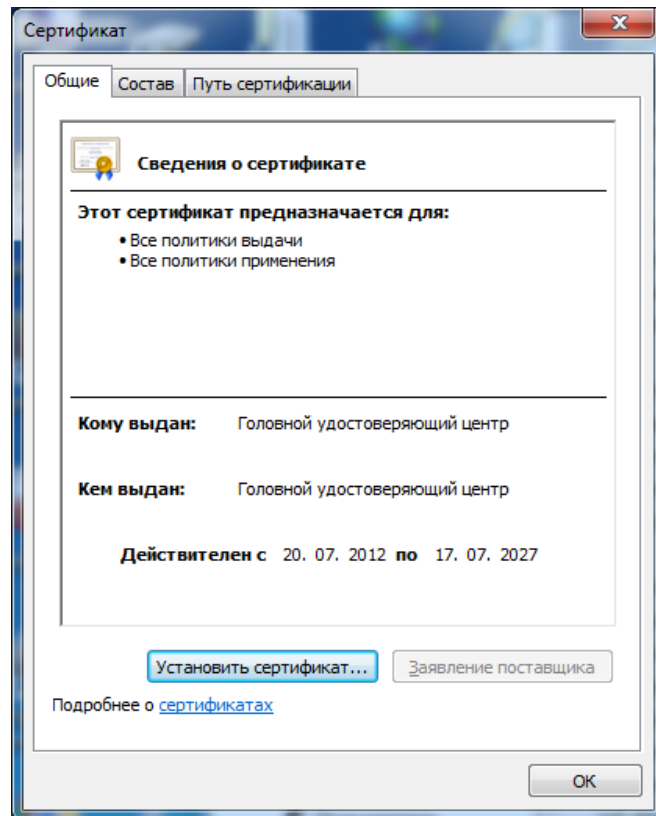 Сертификат
Общие Состав Путь сертификации
Сведения о сертификате
Этот сертификат предназначается для:
• Все политики выдачи
• Все политики применения
Кому выдан: Головной удостоверяющий центр
Кем выдан: Головной удостоверяющий центр
Действителен с 20. 07. 2012 по 17. 07. 2027
Установить сертификат... Заявление поставщика
Подробнее о сертификатах
ОК